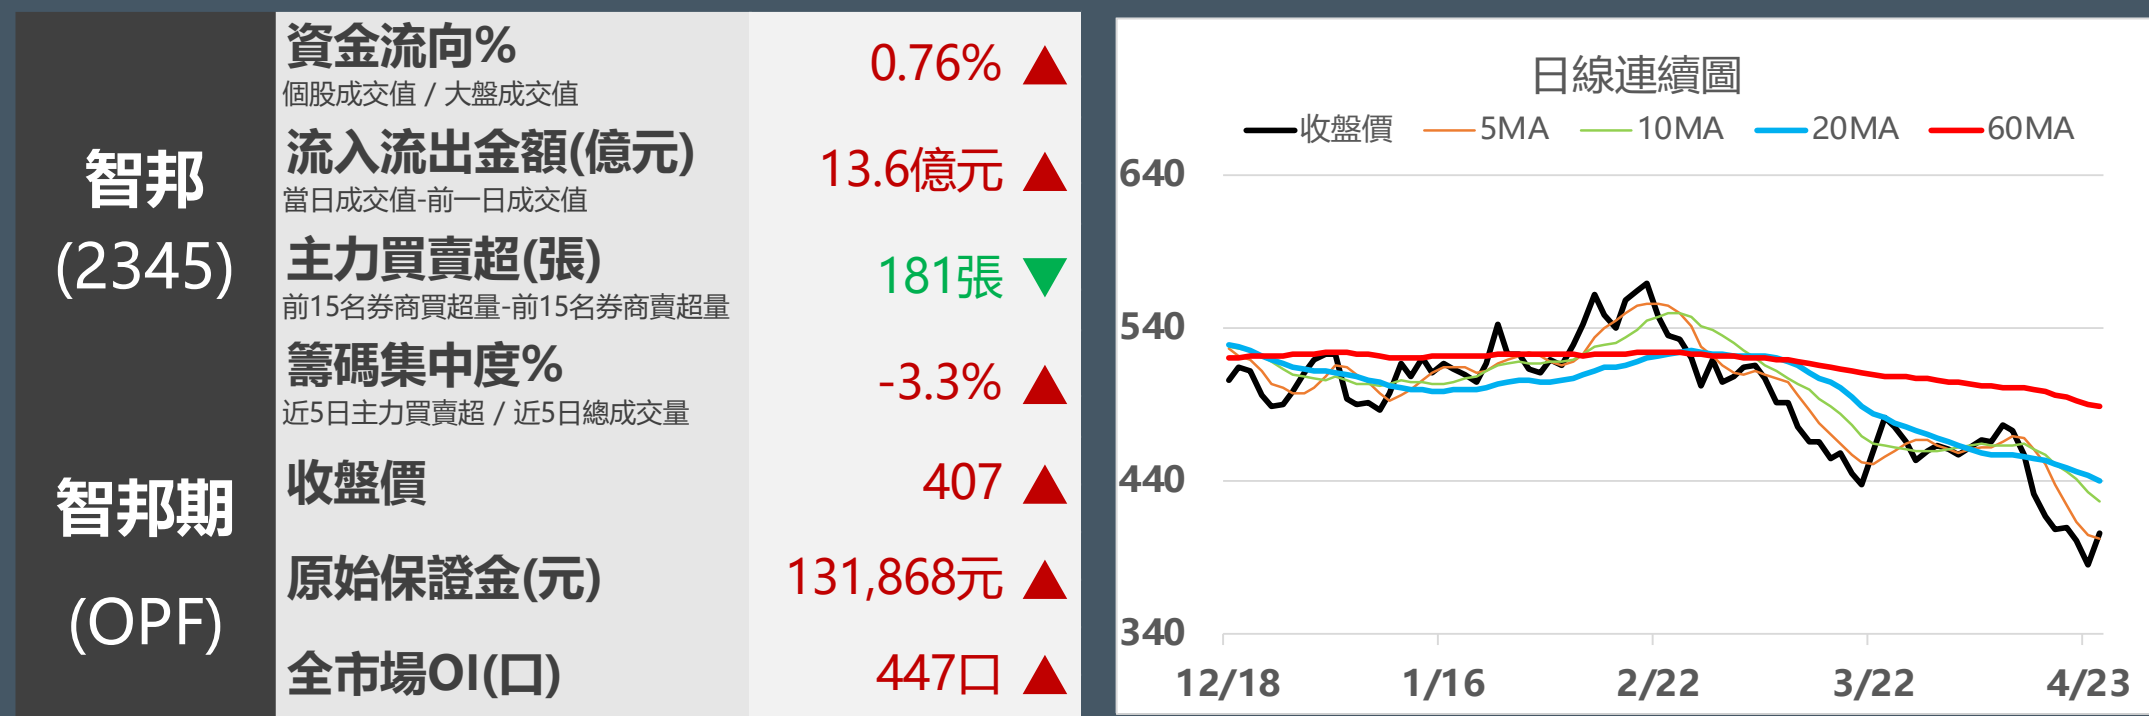 智邦
(2345)
智邦期
(OPF)
資金流向% 0.76% ▲
個股成交值 / 大盤成交值
流入流出金額(億元) 13.6億元 ▲
當日成交值-前一日成交值
主力買賣超(張) 181張 ▼
前15名券商買超量-前15名券商賣超量
籌碼集中度% -3.3% ▲
近5日主力買賣超 / 近5日總成交量
收盤價 407 ▲
原始保證金(元) 131,868元 ▲
全市場OI(口) 447口 ▲
日線連續圖
收盤價 5MA 10MA 20MA 60MA
640
540
440
340
12/18 1/16 2/22 3/22 4/23